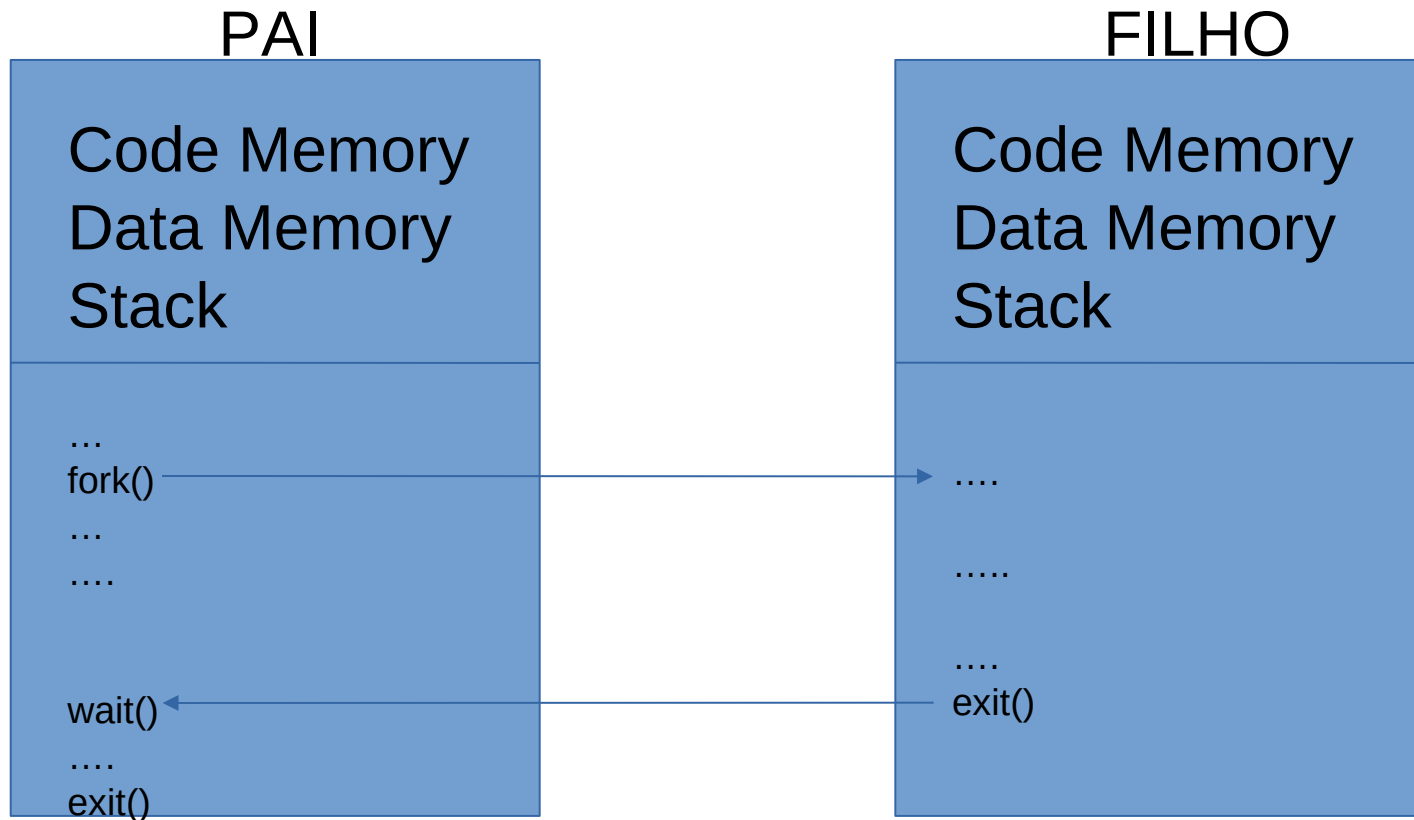 PAI
Code Memory
Data Memory
Stack
…
fork()
…
….
wait()
….
exit()
FILHO
Code Memory
Data Memory
Stack
….
…..
….
exit()